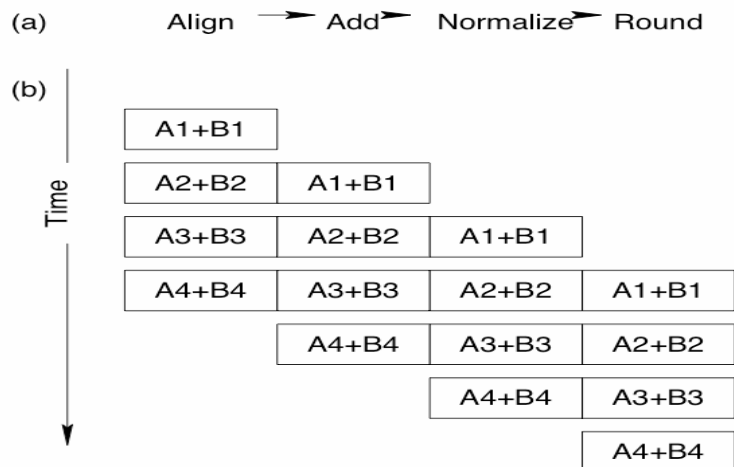 (a) Align Add Normalize Round
(b)
Time
A1+B1
A2+B2 A1+B1
A3+B3 A2+B2 A1+B1
A4+B4 A3+B3 A2+B2 A1+B1
A4+B4 A3+B3 A2+B2
A4+B4 A3+B3
A4+B4